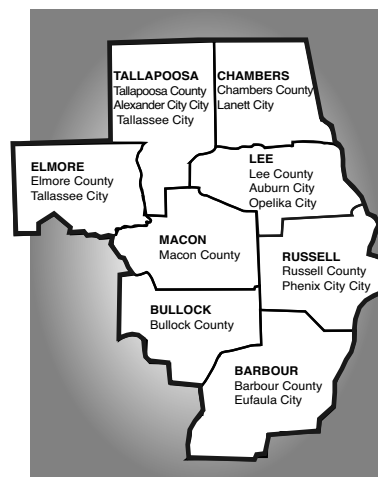 TALLAPOOSA
Tallapoosa County
Alexander City City
Tallassee City
CHAMBERS
Chambers County
Lanett City
ELMORE
Elmore County
Tallassee City
LEE
Lee County
Auburn City
Opelika City
MACON
Macon County
RUSSELL
Russell County
Phenix City City
BULLOCK
Bullock County
BARBOUR
Barbour County
Eufaula City